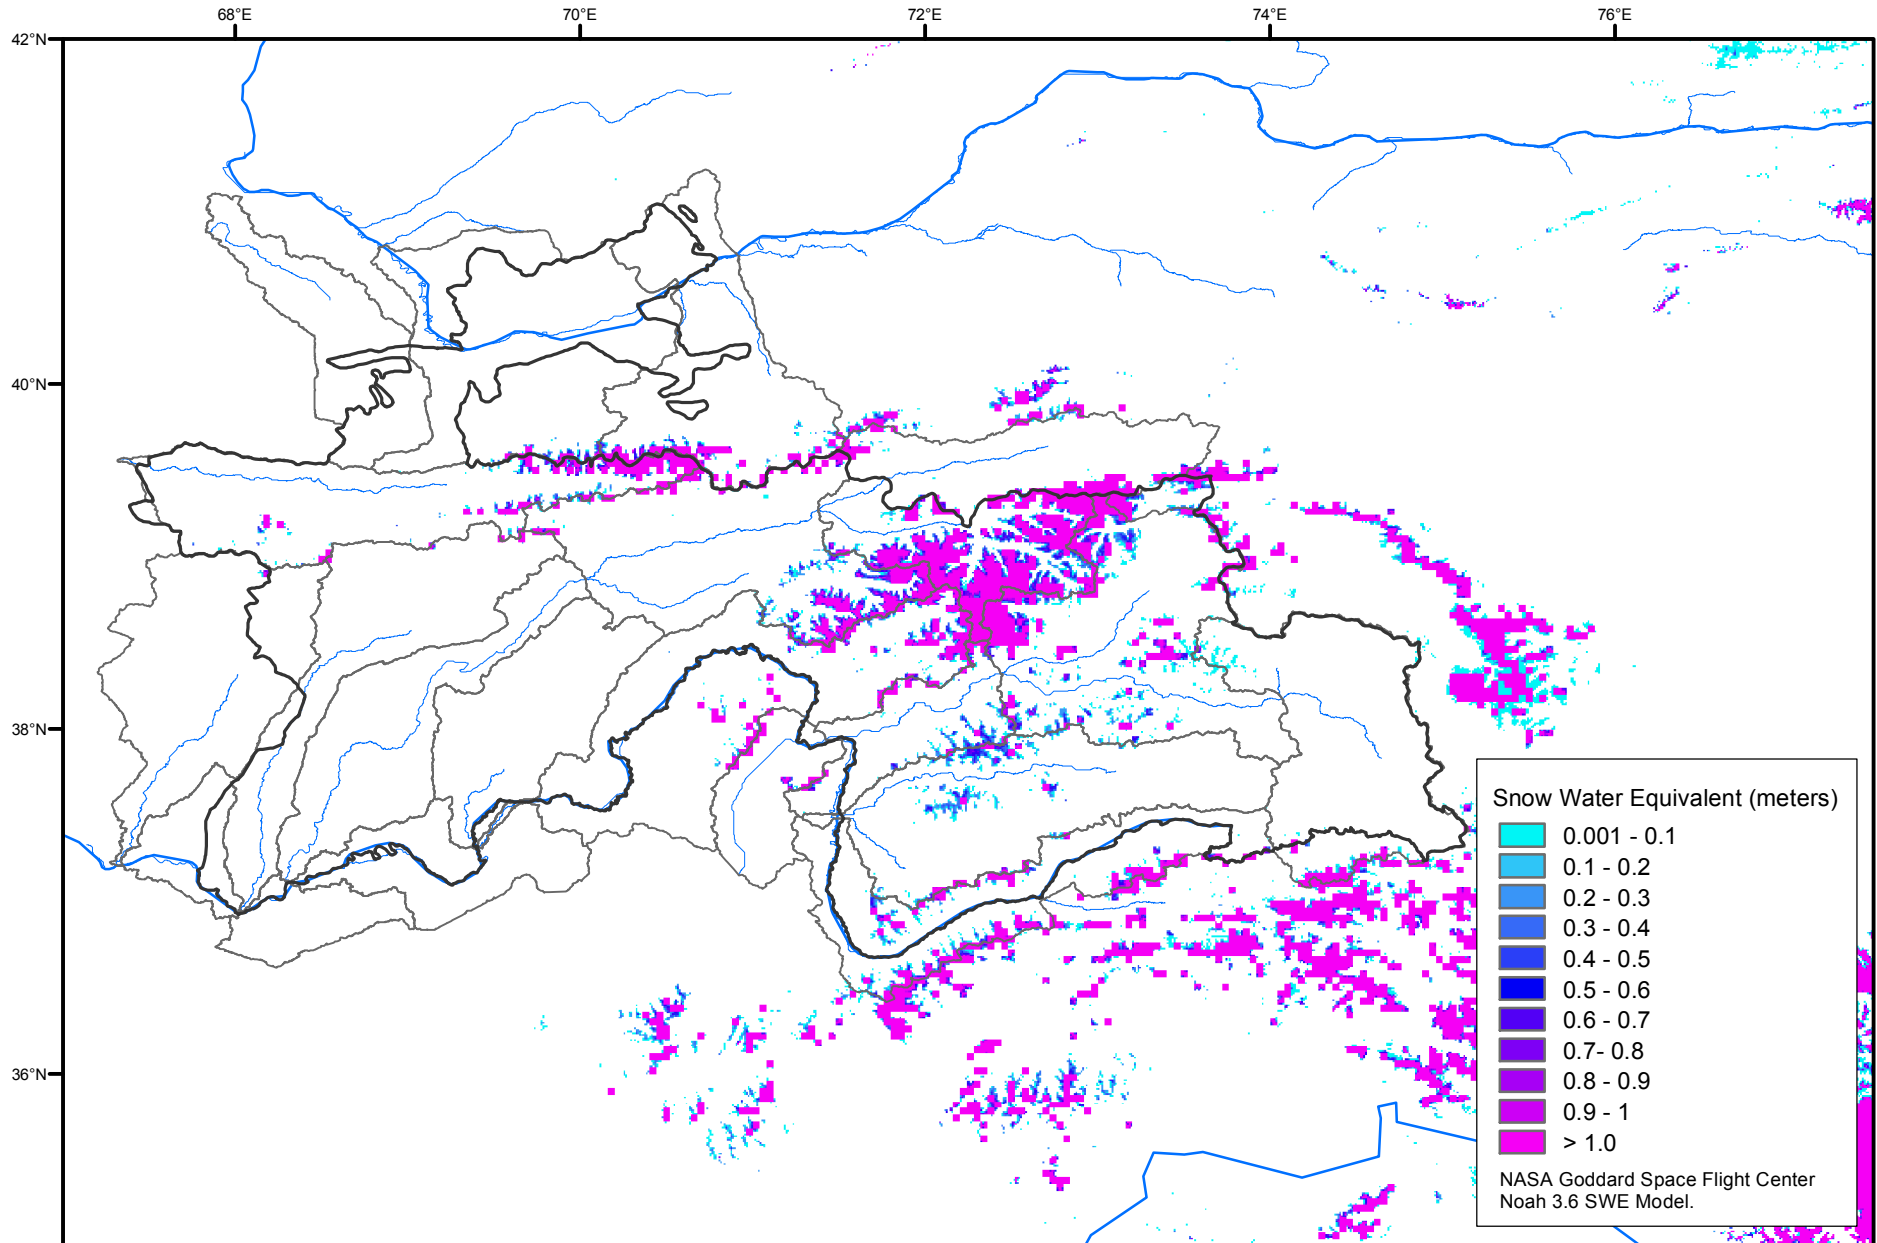 68°E 70°E 72°E 74°E 76°E
42°N
40°N
38°N
36°N
Snow Water Equivalent (meters)
0.001 - 0.1
0.1 - 0.2
0.2 - 0.3
0.3 - 0.4
0.4 - 0.5
0.5 - 0.6
0.6 - 0.7
0.7- 0.8
0.8 - 0.9
0.9 - 1
> 1.0
NASA Goddard Space Flight Center
Noah 3.6 SWE Model.